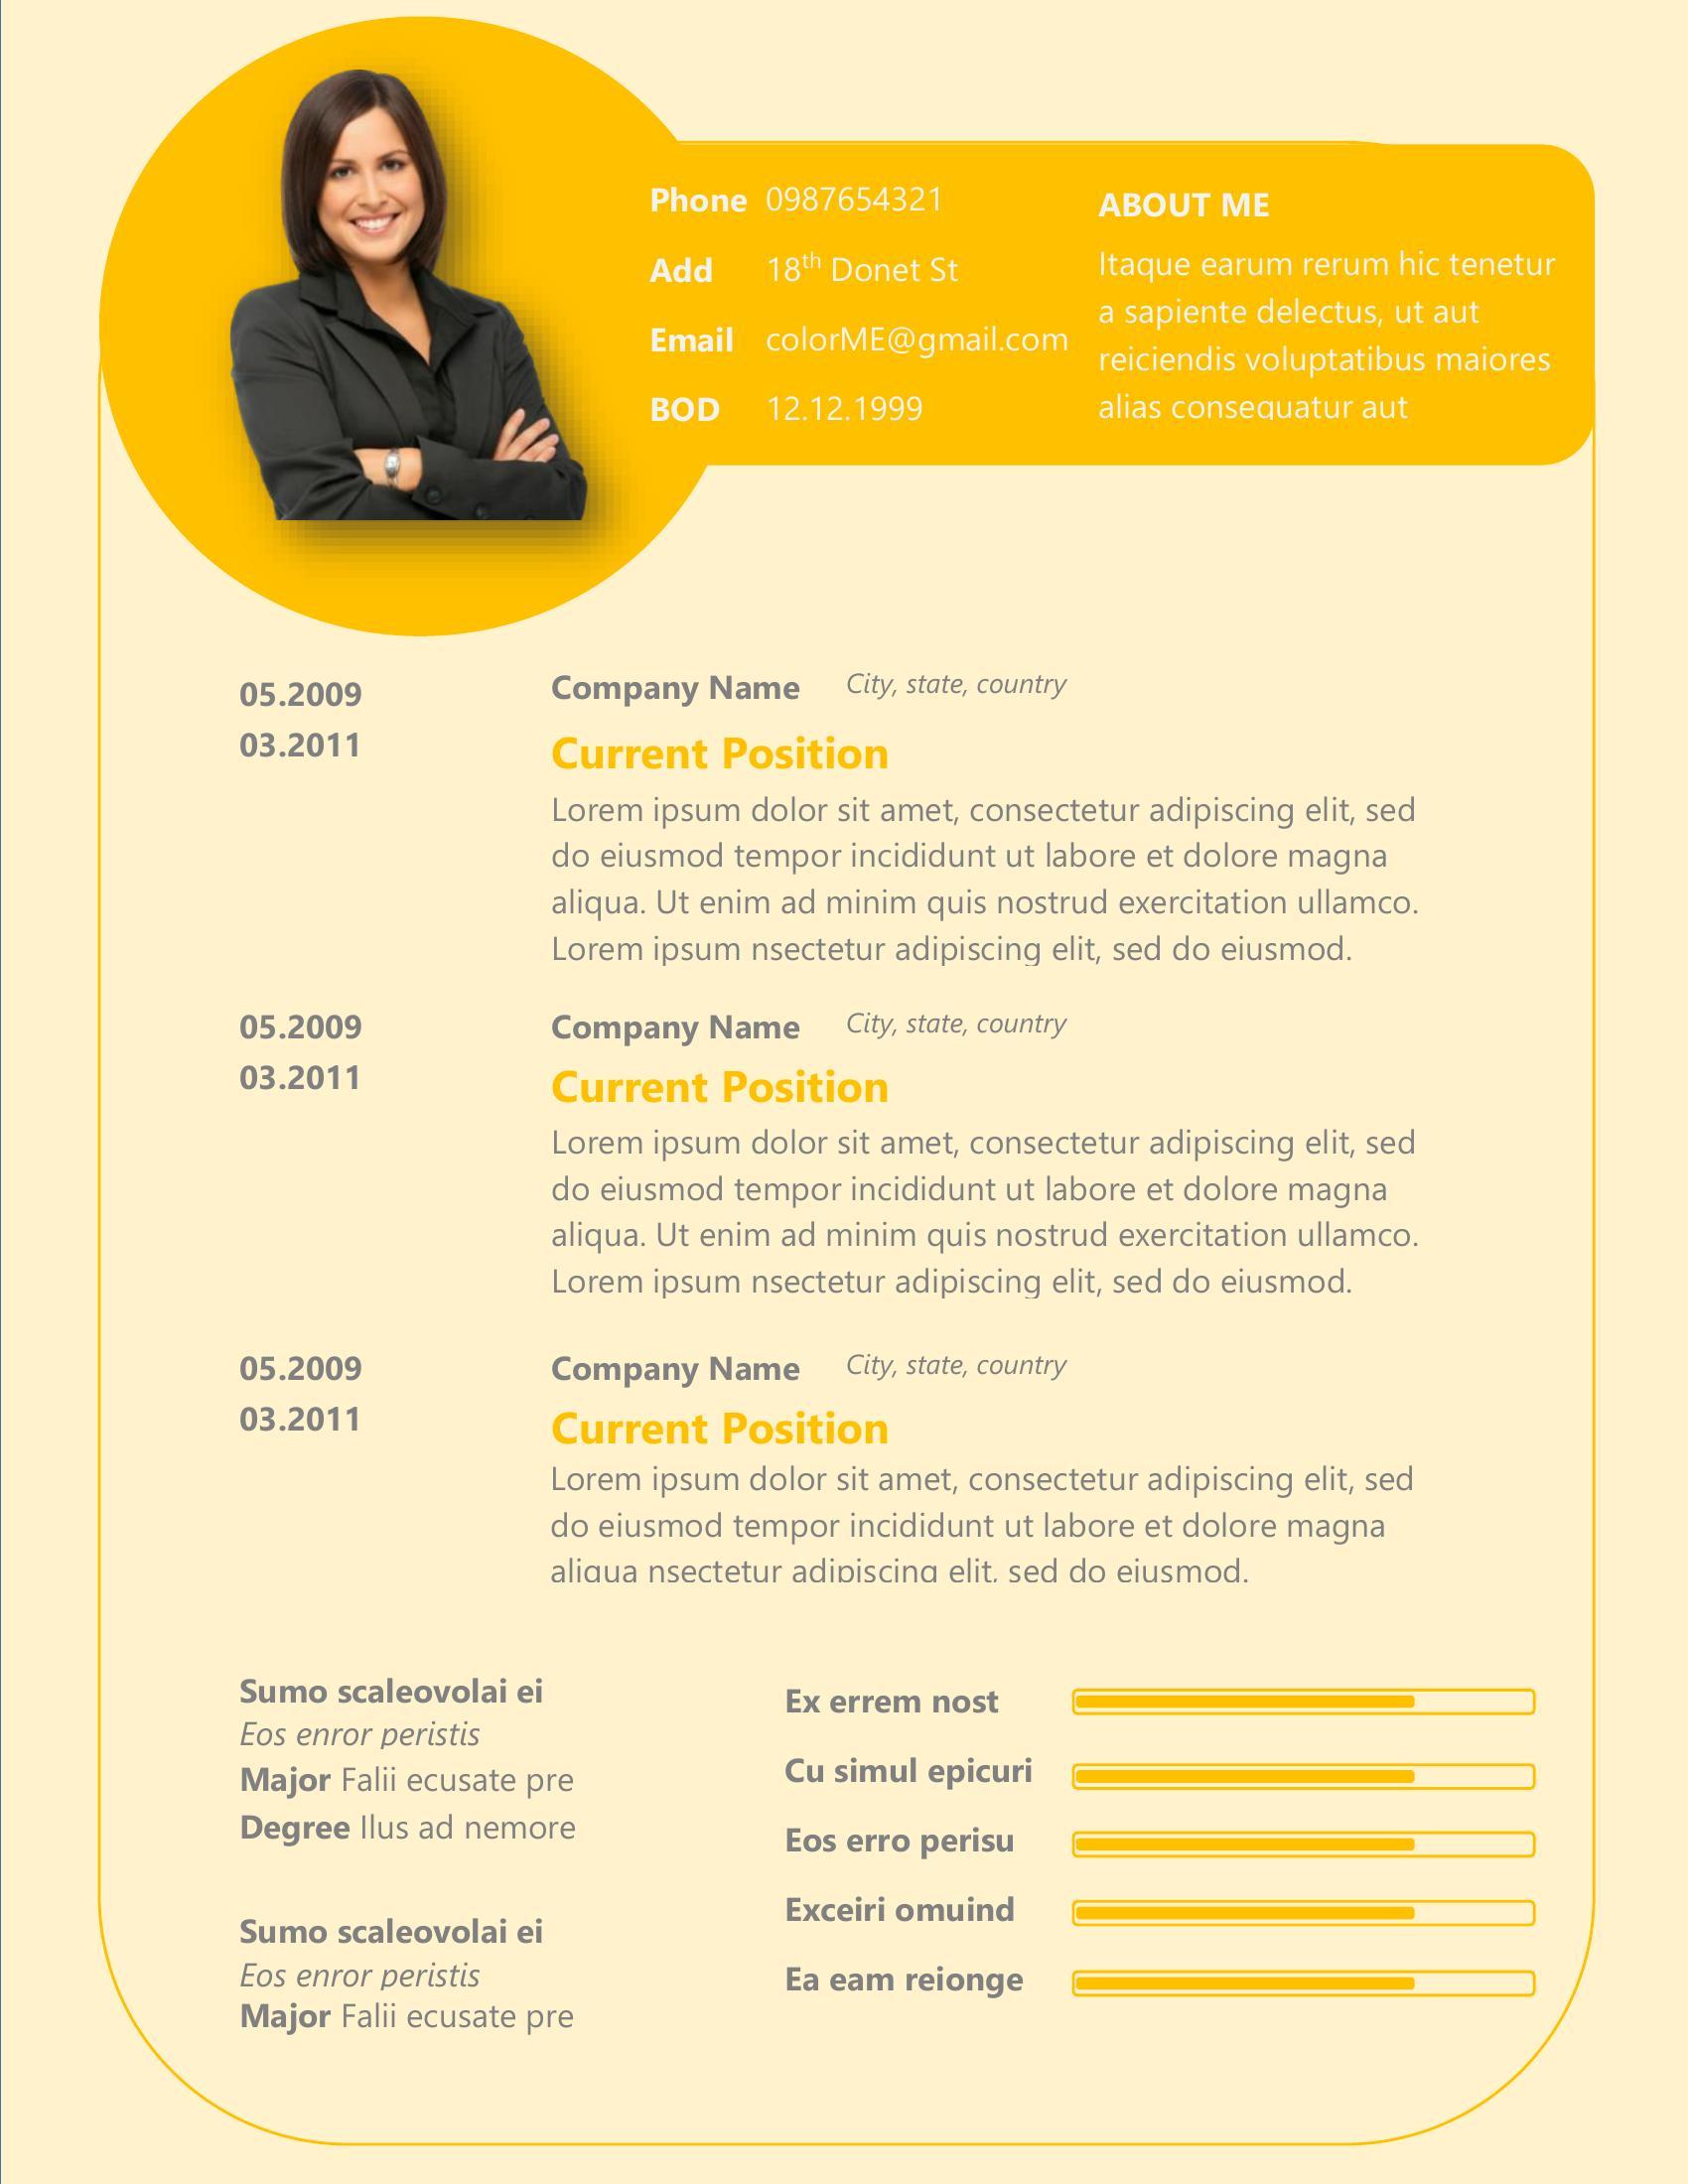 Phone 0987654321
Add 18th Donet St
Email colorME@gmail.com
BOD 12.12.1999
ABOUT ME
Itaque earum rerum hic tenetur
a sapiente delectus, ut aut
reiciendis voluptatibus maiores
alias consequatur aut
05.2009
03.2011
Company Name City, state, country
Current Position
Lorem ipsum dolor sit amet, consectetur adipiscing elit, sed
do eiusmod tempor incididunt ut labore et dolore magna
aliqua. Ut enim ad minim quis nostrud exercitation ullamco.
Lorem ipsum nsectetur adipiscing elit, sed do eiusmod.
05.2009
03.2011
Company Name City, state, country
Current Position
Lorem ipsum dolor sit amet, consectetur adipiscing elit, sed
do eiusmod tempor incididunt ut labore et dolore magna
aliqua. Ut enim ad minim quis nostrud exercitation ullamco.
Lorem ipsum nsectetur adipiscing elit, sed do eiusmod.
05.2009
03.2011
Company Name City, state, country
Current Position
Lorem ipsum dolor sit amet, consectetur adipiscing elit, sed
do eiusmod tempor incididunt ut labore et dolore magna
aliqua nsectetur adipiscing elit, sed do eiusmod.
Sumo scaleovolai ei
Eos enror peristis
Major Falii ecusate pre
Degree Ilus ad nemore
Sumo scaleovolai ei
Eos enror peristis
Major Falii ecusate pre
Ex errem nost
Cu simul epicuri
Eos erro perisu
Exceiri omuind
Ea eam reionge